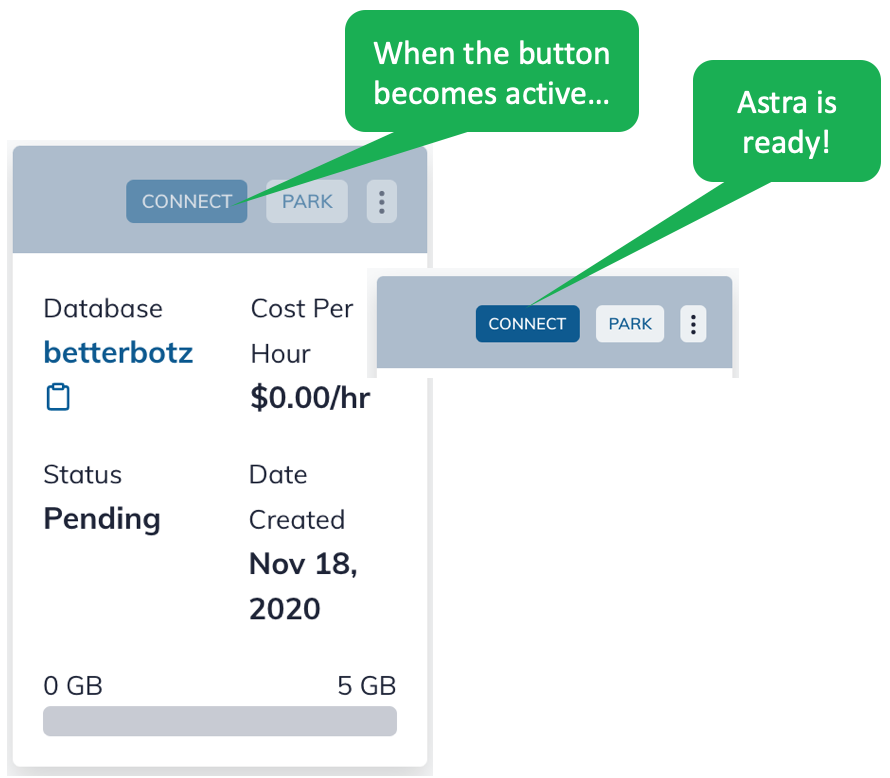 When the button
becomes active...
Astra is
ready!
CONNECT
PARK
Database
betterbotz
Cost Per
Hour
$0.00/hr
CONNECT
PARK
Status
Pending
Date
Created
Nov 18,
2020
0 GB
5 GB